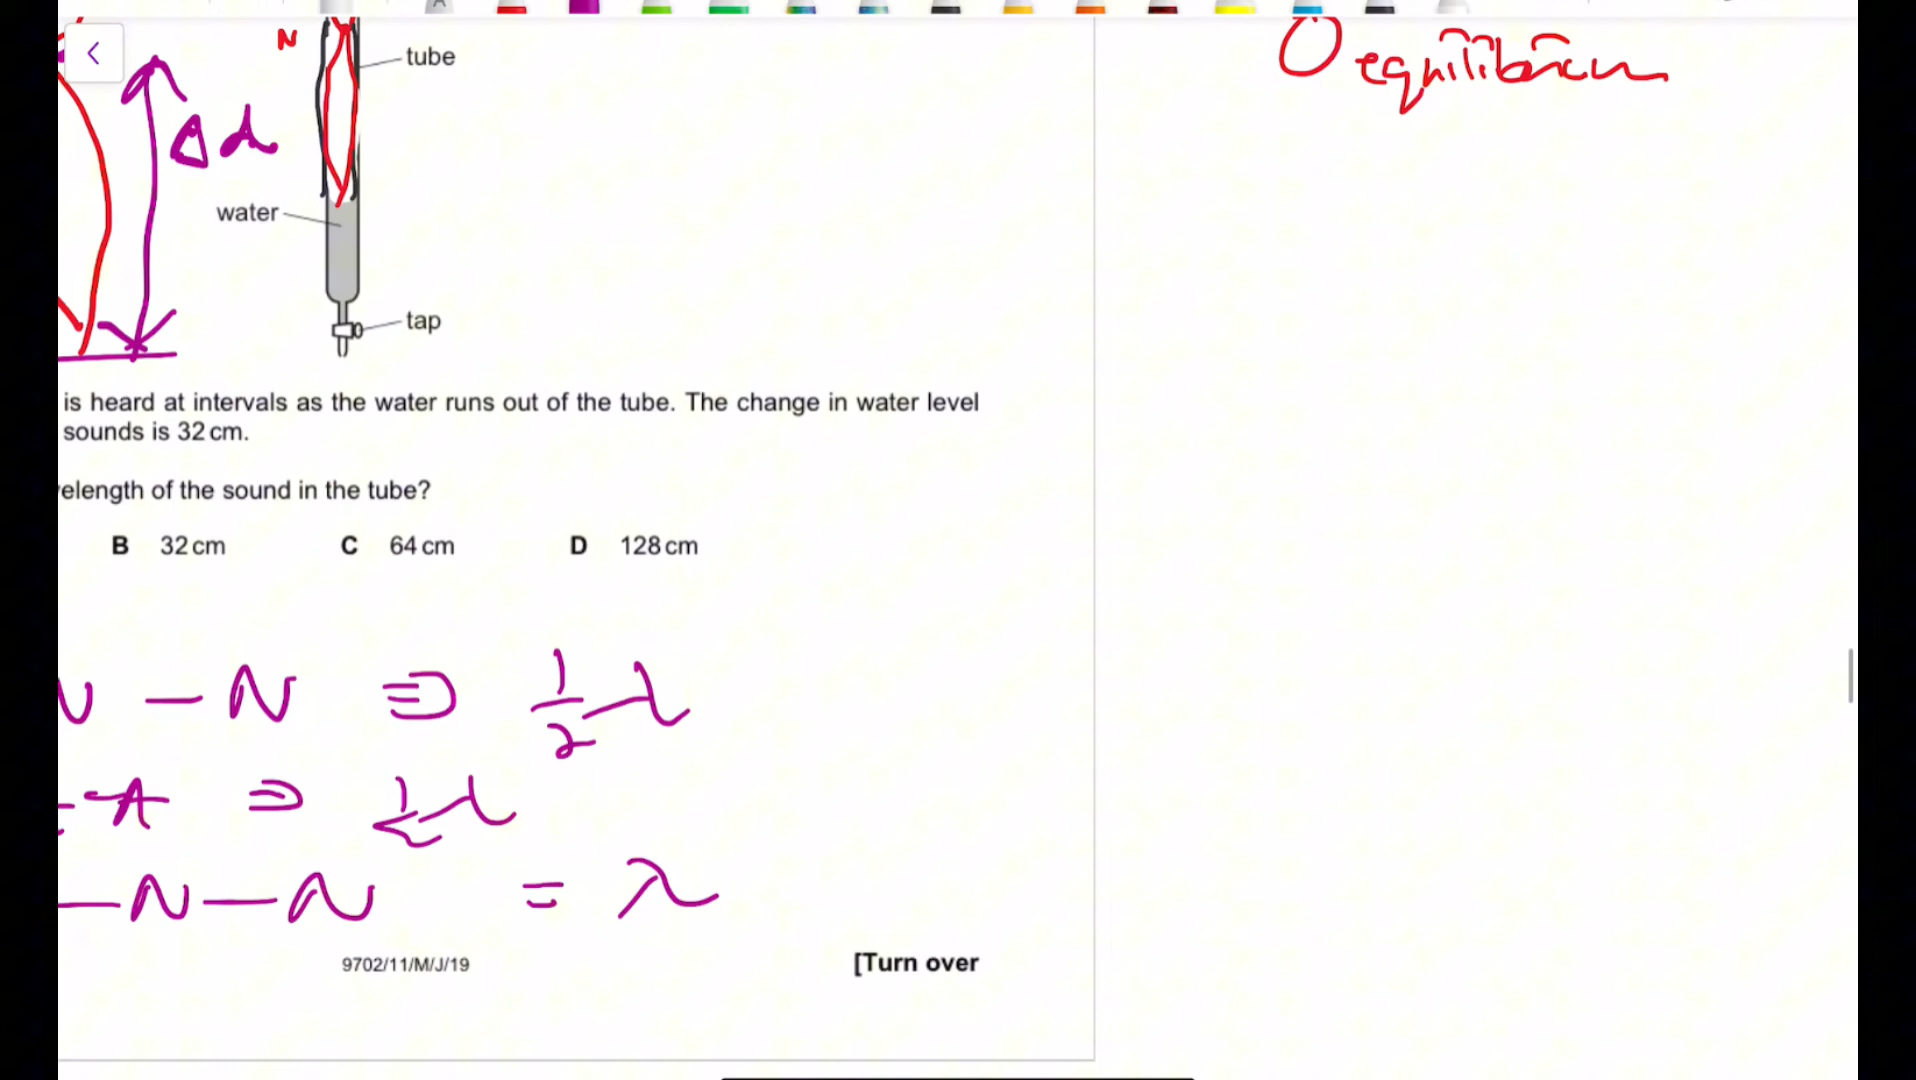 equilibrium
N
tube
Δd
water
tap
is heard at intervals as the water runs out of the tube. The change in water level
sounds is 32 cm.
elength of the sound in the tube?
B 32 cm C 64 cm D 128 cm
N – N ⇒ 1/2 λ
– A ⇒ 1/2 λ
– N – N = λ
9702/11/M/J/19 [Turn over